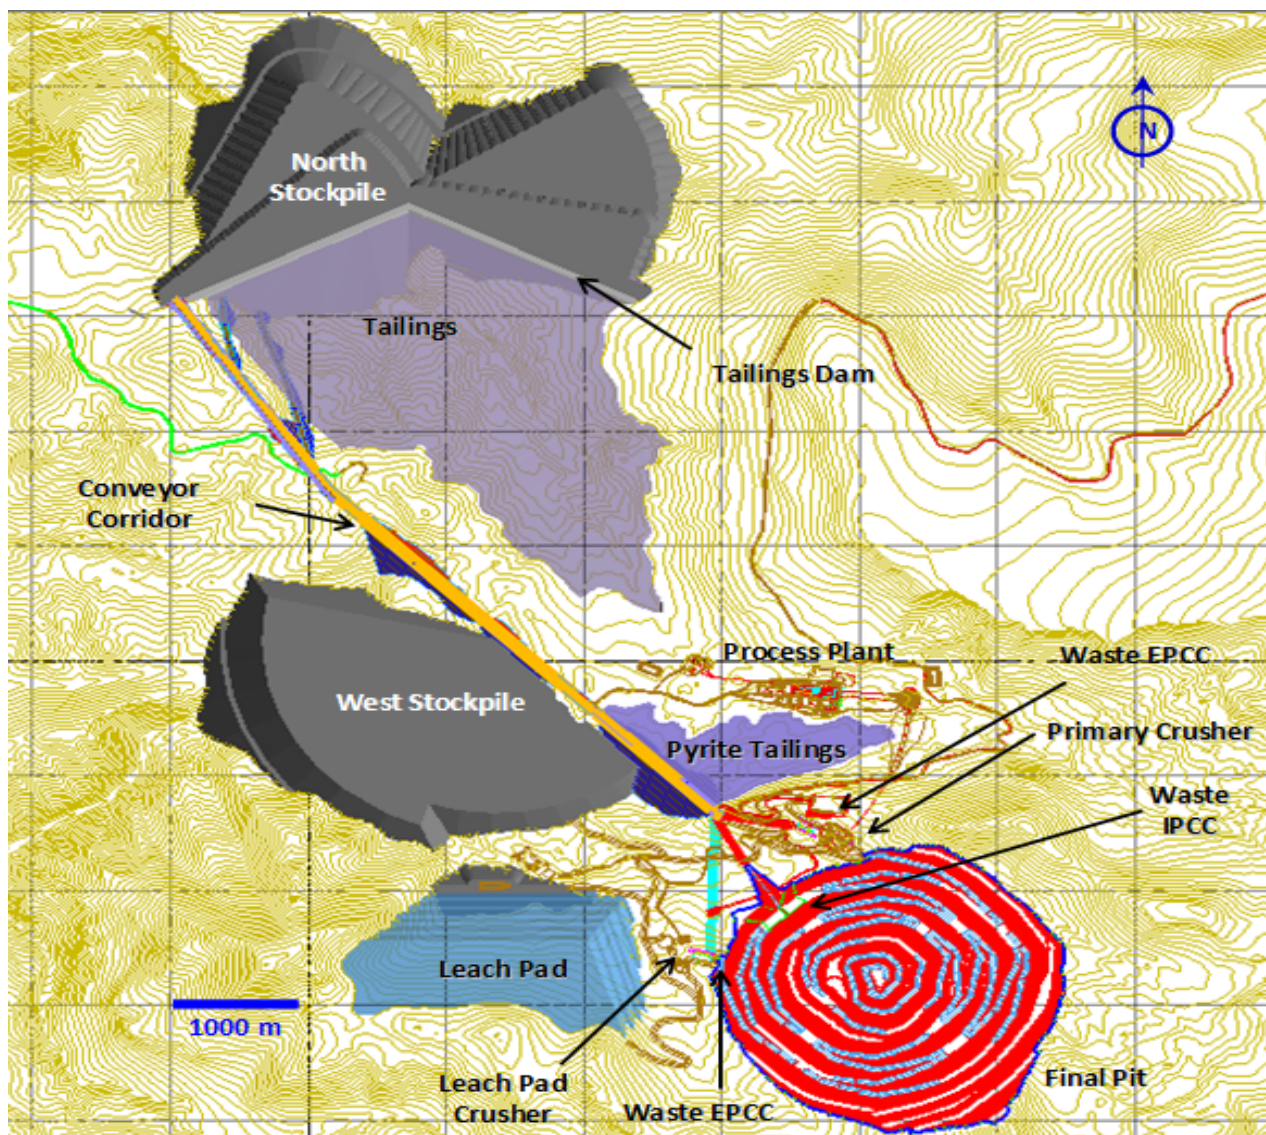 N
North
Stockpile
Tailings
Tailings Dam
Conveyor
Corridor
Process Plant
Waste EPCC
West Stockpile
Primary Crusher
Pyrite Tailings
Waste
IPCC
Leach Pad
1000 m
Final Pit
Leach Pad
Crusher
Waste EPCC